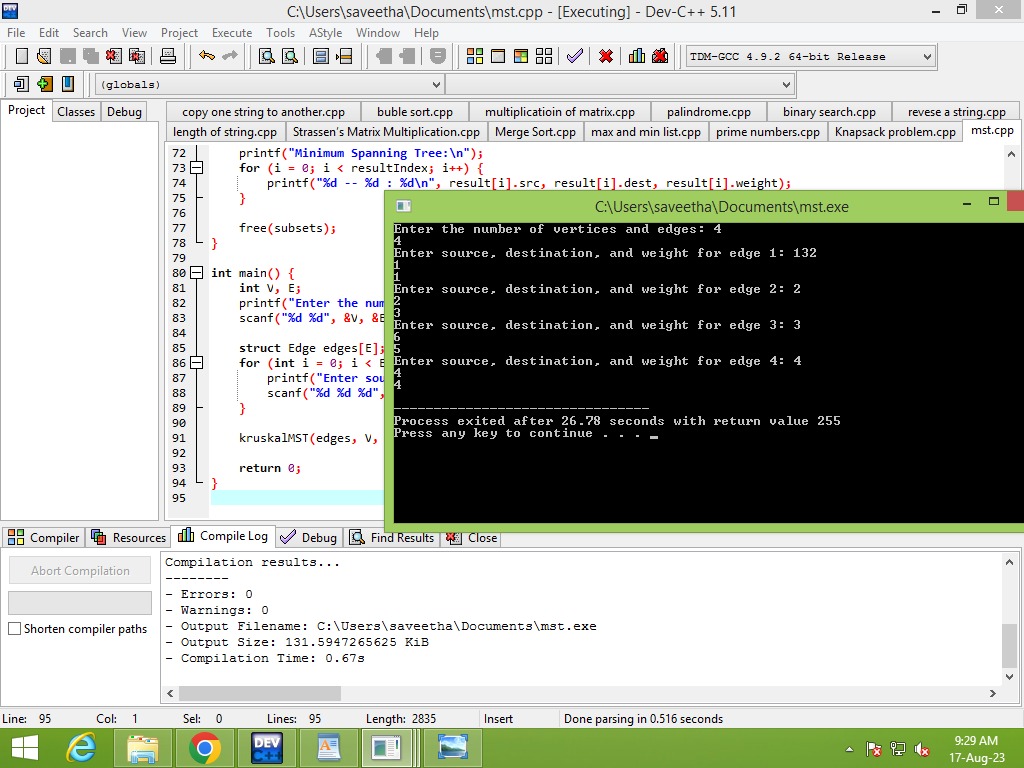 C:\Users\saveetha\Documents\mst.cpp - [Executing] - Dev-C++ 5.11
File Edit Search View Project Execute Tools AStyle Window Help
TDM-GCC 4.9.2 64-bit Release
(globals)
Project Classes Debug
copy one string to another.cpp buble sort.cpp multiplicatioin of matrix.cpp palindrome.cpp binary search.cpp revese a string.cpp
length of string.cpp Strassen's Matrix Multiplication.cpp Merge Sort.cpp max and min list.cpp prime numbers.cpp Knapsack problem.cpp mst.cpp
72 printf("Minimum Spanning Tree:\n");
73 for (i = 0; i < resultIndex; i++) {
74 printf("%d -- %d : %d\n", result[i].src, result[i].dest, result[i].weight);
75 }
76
77 free(subsets);
78 }
79
80 int main() {
81 int V, E;
82 printf("Enter the num
83 scanf("%d %d", &V, &E
84
85 struct Edge edges[E];
86 for (int i = 0; i < E
87 printf("Enter sou
88 scanf("%d %d %d",
89 }
90
91 kruskalMST(edges, V,
92
93 return 0;
94 }
95
C:\Users\saveetha\Documents\mst.exe
Enter the number of vertices and edges: 4
4
Enter source, destination, and weight for edge 1: 132
1
1
Enter source, destination, and weight for edge 2: 2
2
3
Enter source, destination, and weight for edge 3: 3
6
5
Enter source, destination, and weight for edge 4: 4
4
4
--------------------------------
Process exited after 26.78 seconds with return value 255
Press any key to continue . . . _
Compiler Resources Compile Log Debug Find Results Close
Abort Compilation
Shorten compiler paths
Compilation results...
--------
- Errors: 0
- Warnings: 0
- Output Filename: C:\Users\saveetha\Documents\mst.exe
- Output Size: 131.5947265625 KiB
- Compilation Time: 0.67s
Line: 95 Col: 1 Sel: 0 Lines: 95 Length: 2835 Insert Done parsing in 0.516 seconds
DEV C++
9:29 AM
17-Aug-23